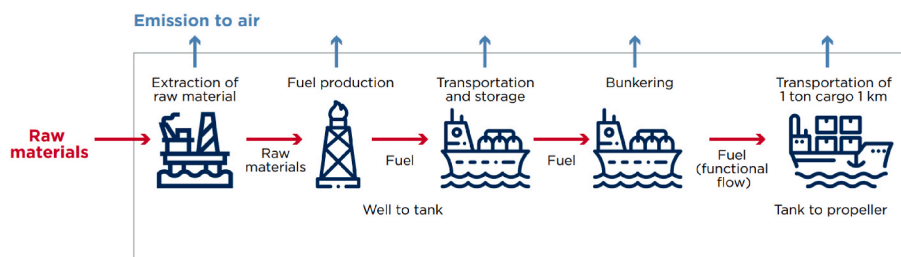 Emission to air
Extraction of
raw material
Fuel production
Transportation
and storage
Bunkering
Transportation of
1 ton cargo 1 km
Raw
materials
Raw
materials
Fuel
Fuel
Fuel
(functional
flow)
Well to tank
Tank to propeller